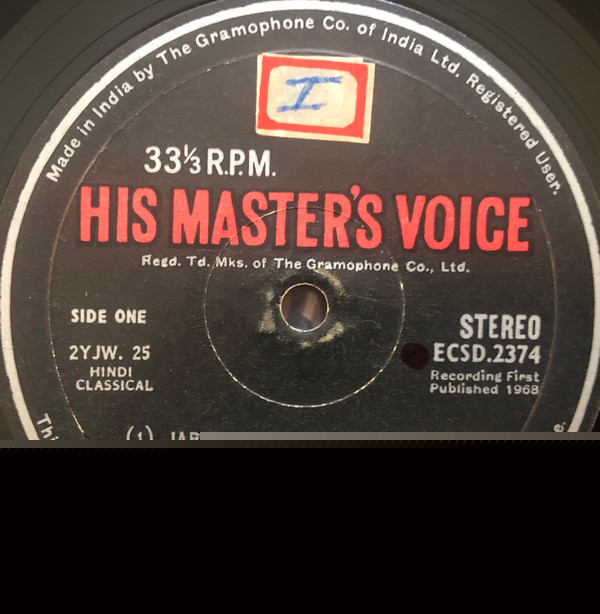 Made in India by The Gramophone Co. of India Ltd. Registered User.
I
33⅓ R.P.M.
HIS MASTER'S VOICE
Regd. Td. Mks. of The Gramophone Co., Ltd.
SIDE ONE
STEREO
2YJW. 25
ECSD.2374
HINDI
CLASSICAL
Recording First
Published 1968
(1)